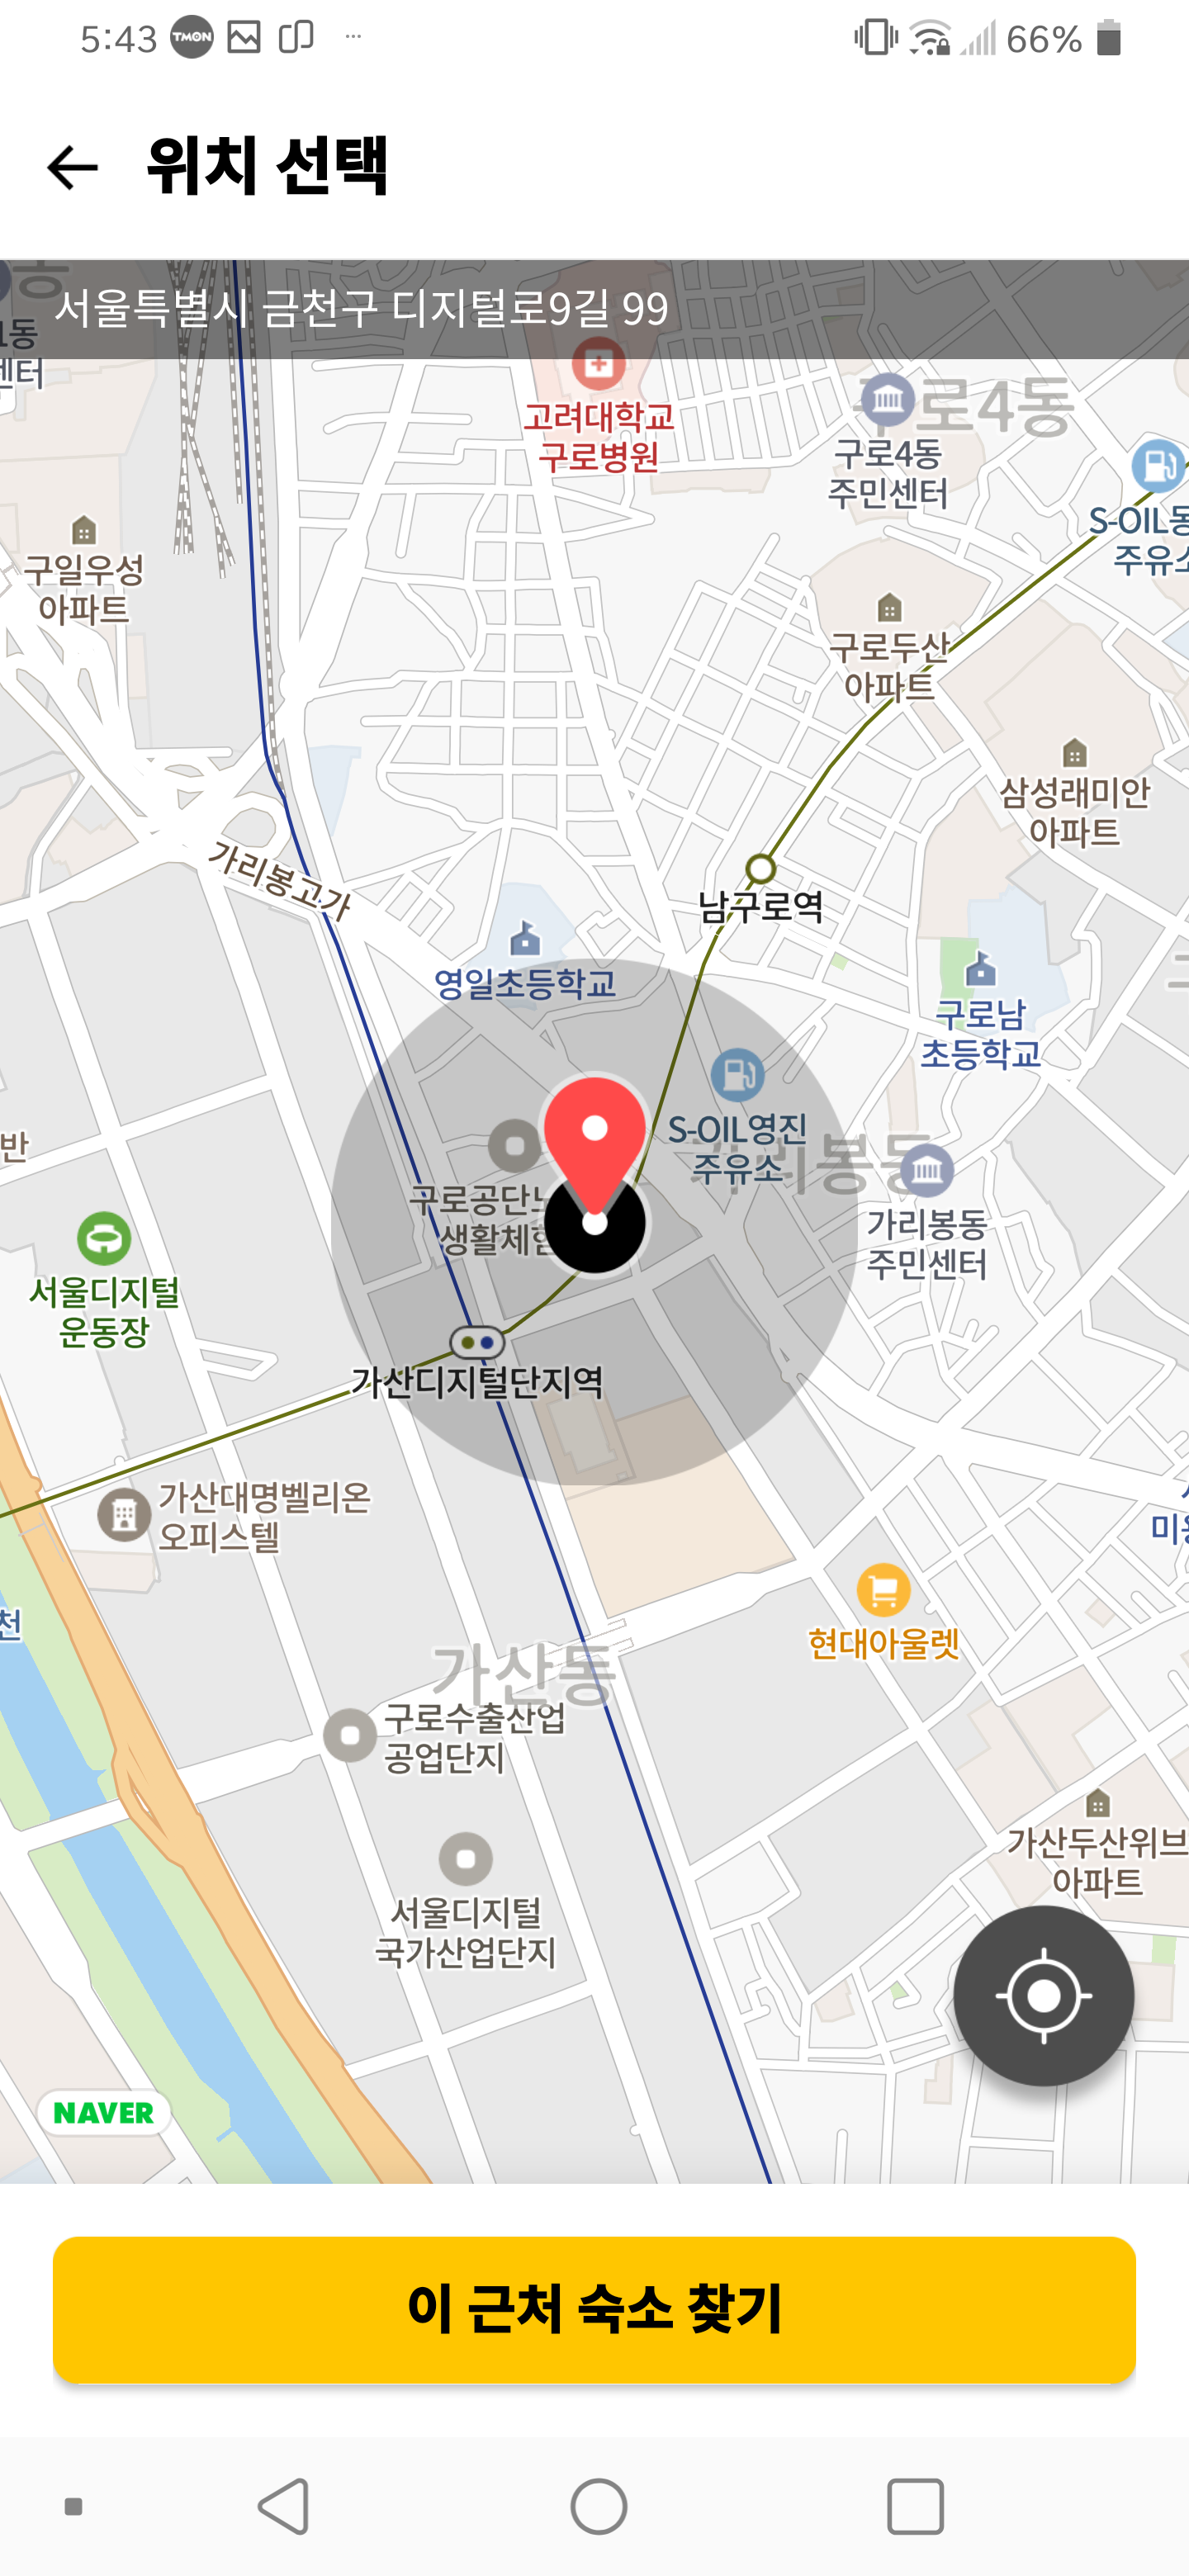 5:43 TMON ... 66%
위치 선택
서울특별시 금천구 디지털로9길 99
1동
센터
고려대학교
구로병원
구로4동
구로4동
주민센터
S-OIL동
주유소
구일우성
아파트
구로두산
아파트
삼성래미안
아파트
가리봉고가
남구로역
영일초등학교
구로남
초등학교
반
S-OIL영진
주유소
가리봉동
구로공단노
생활체험
가리봉동
주민센터
서울디지털
운동장
가산디지털단지역
가산대명벨리온
오피스텔
천
현대아울렛
가산동
구로수출산업
공업단지
가산두산위브
아파트
서울디지털
국가산업단지
NAVER
이 근처 숙소 찾기